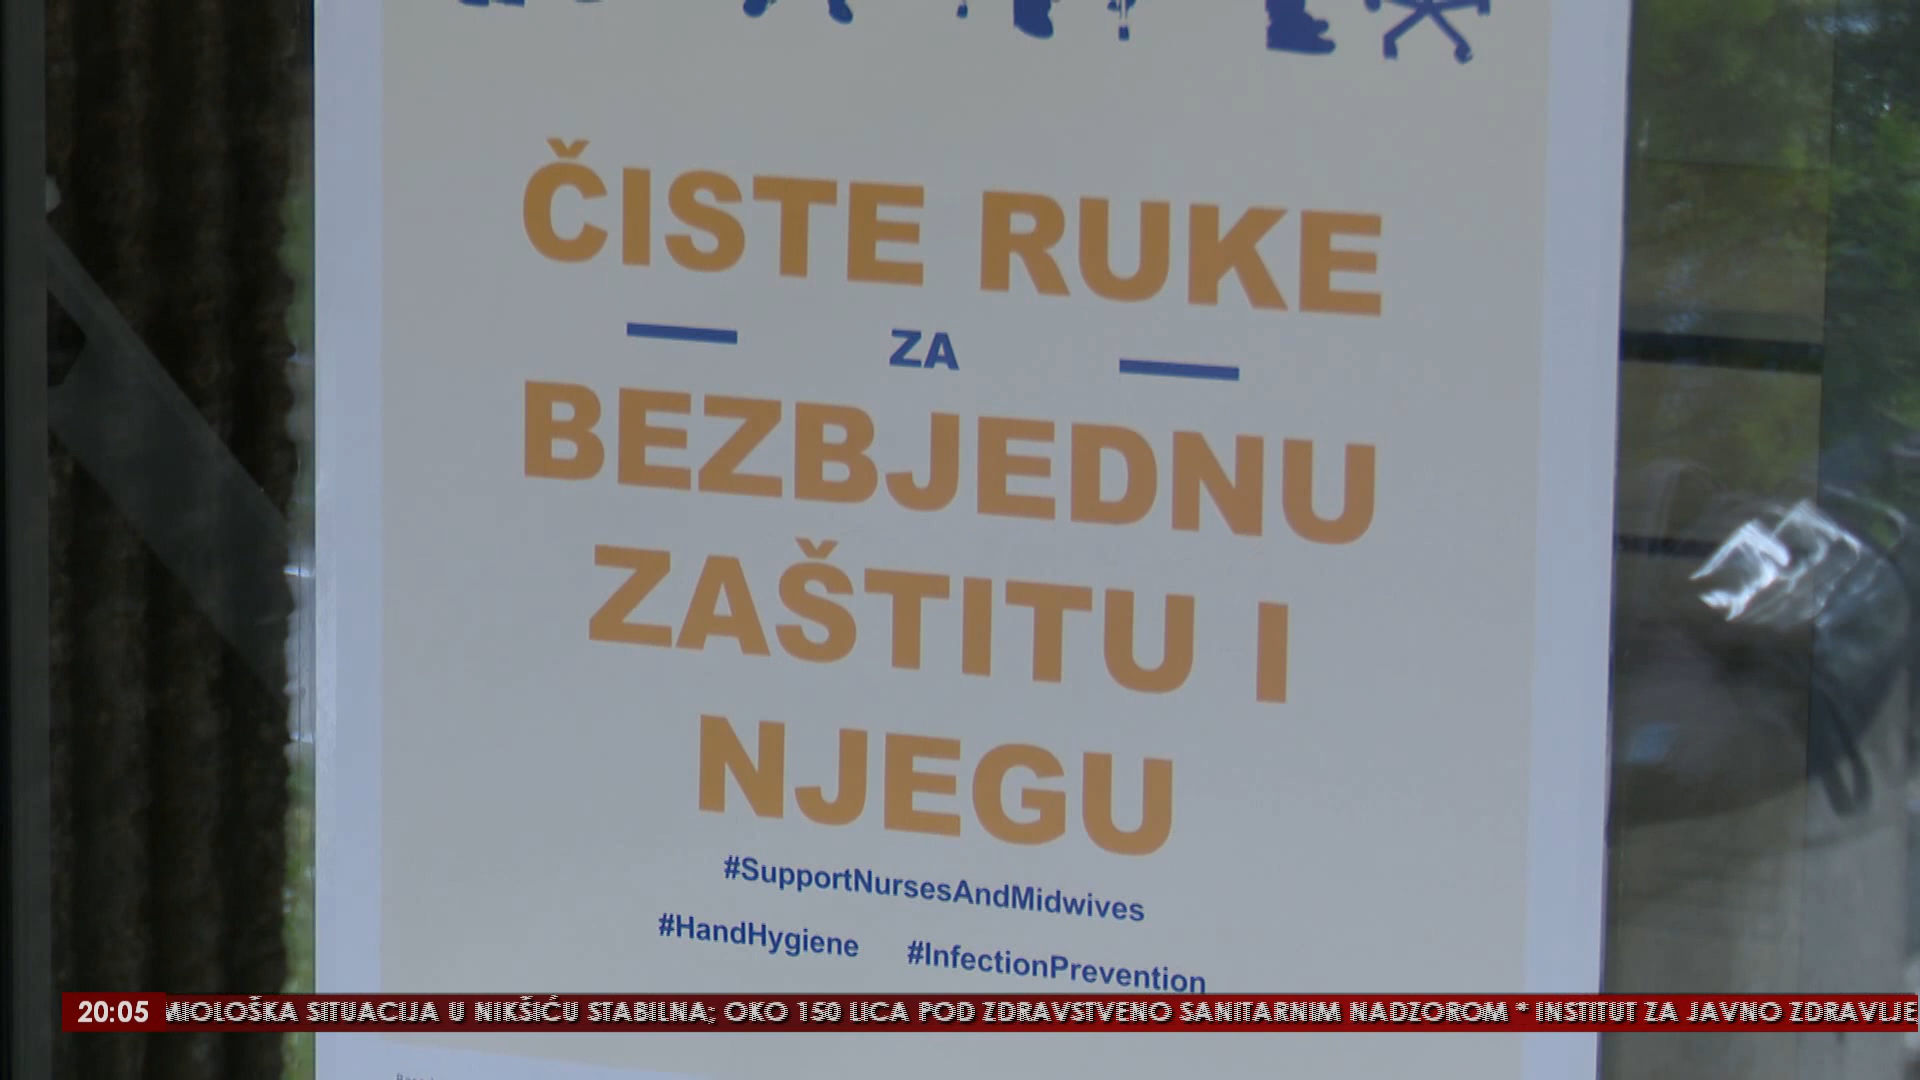 ČISTE RUKE
ZA
BEZBJEDNU
ZAŠTITU I
NJEGU
#SupportNursesAndMidwives
#HandHygiene #InfectionPrevention
20:05 MIOLOŠKA SITUACIJA U NIKŠIĆU STABILNA; OKO 150 LICA POD ZDRAVSTVENO SANITARNIM NADZOROM * INSTITUT ZA JAVNO ZDRAVLJE